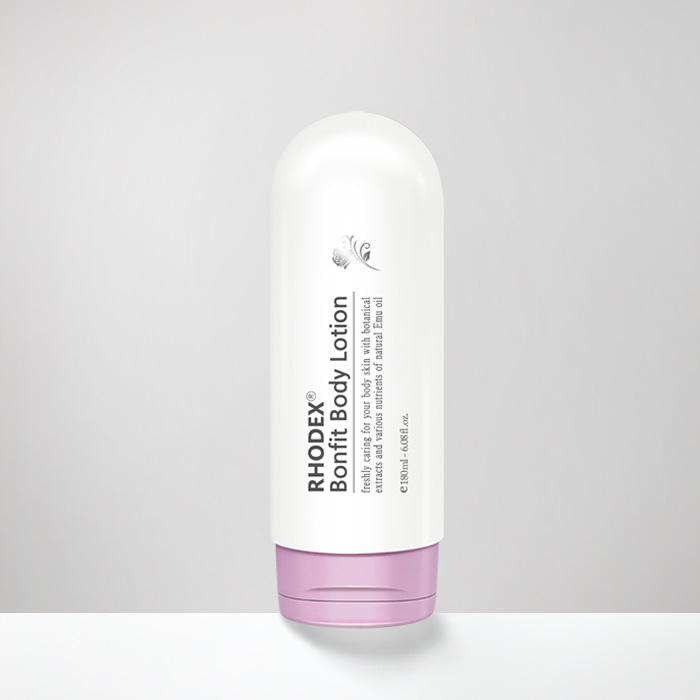 RHODEX®
Bonfit Body Lotion
freshly caring for your body skin with botanical
extracts and various nutrients of natural Emu oil
e180ml - 6.08fl.oz.